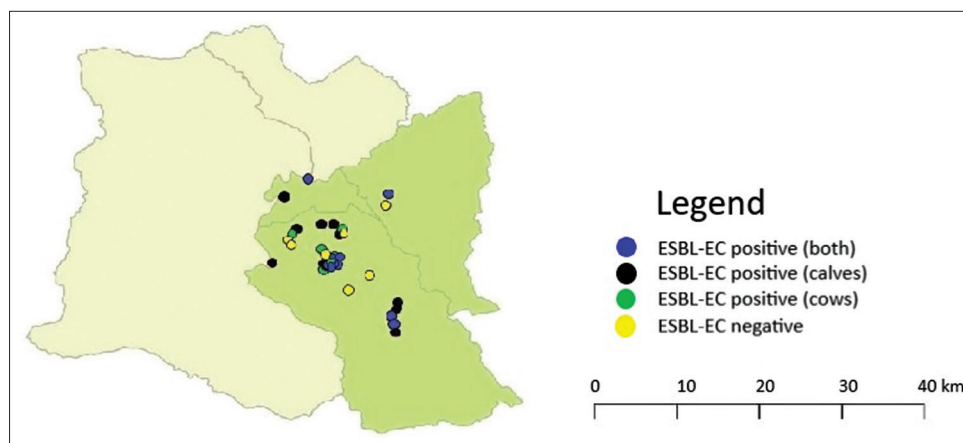 Legend
ESBL-EC positive (both)
ESBL-EC positive (calves)
ESBL-EC positive (cows)
ESBL-EC negative
0 10 20 30 40 km